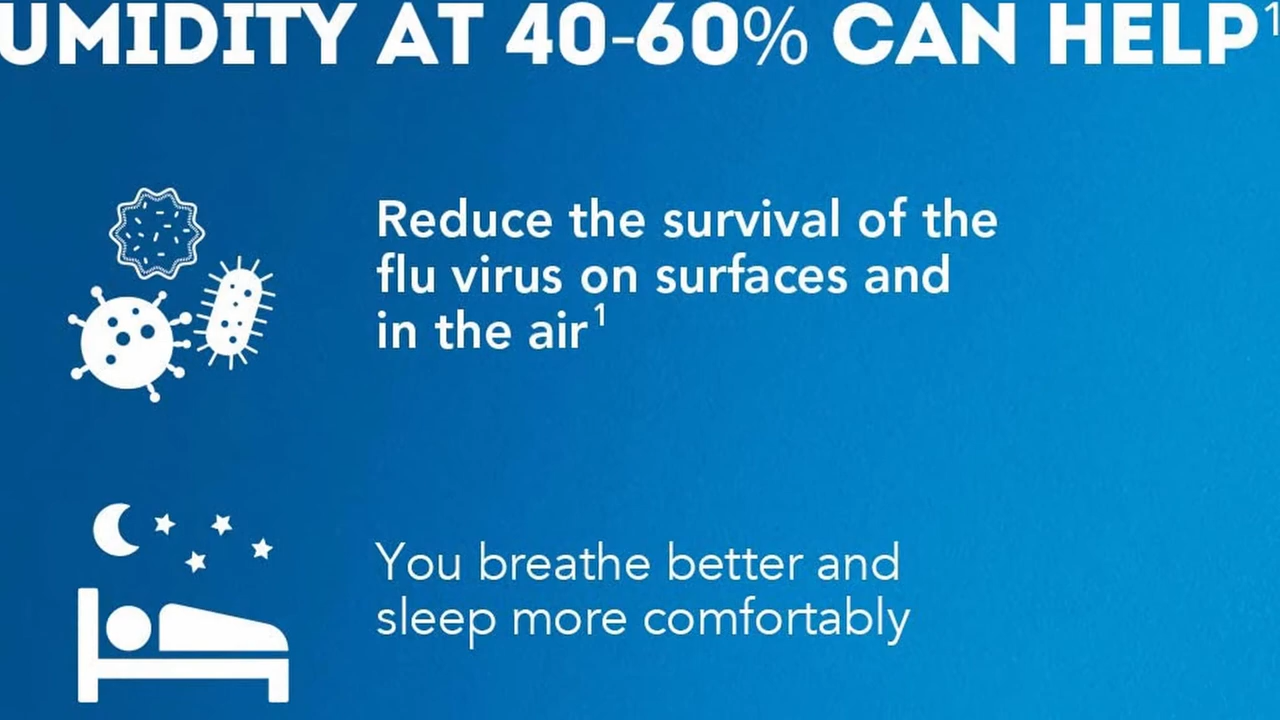 UMIDITY AT 40-60% CAN HELP¹
Reduce the survival of the
flu virus on surfaces and
in the air¹
You breathe better and
sleep more comfortably